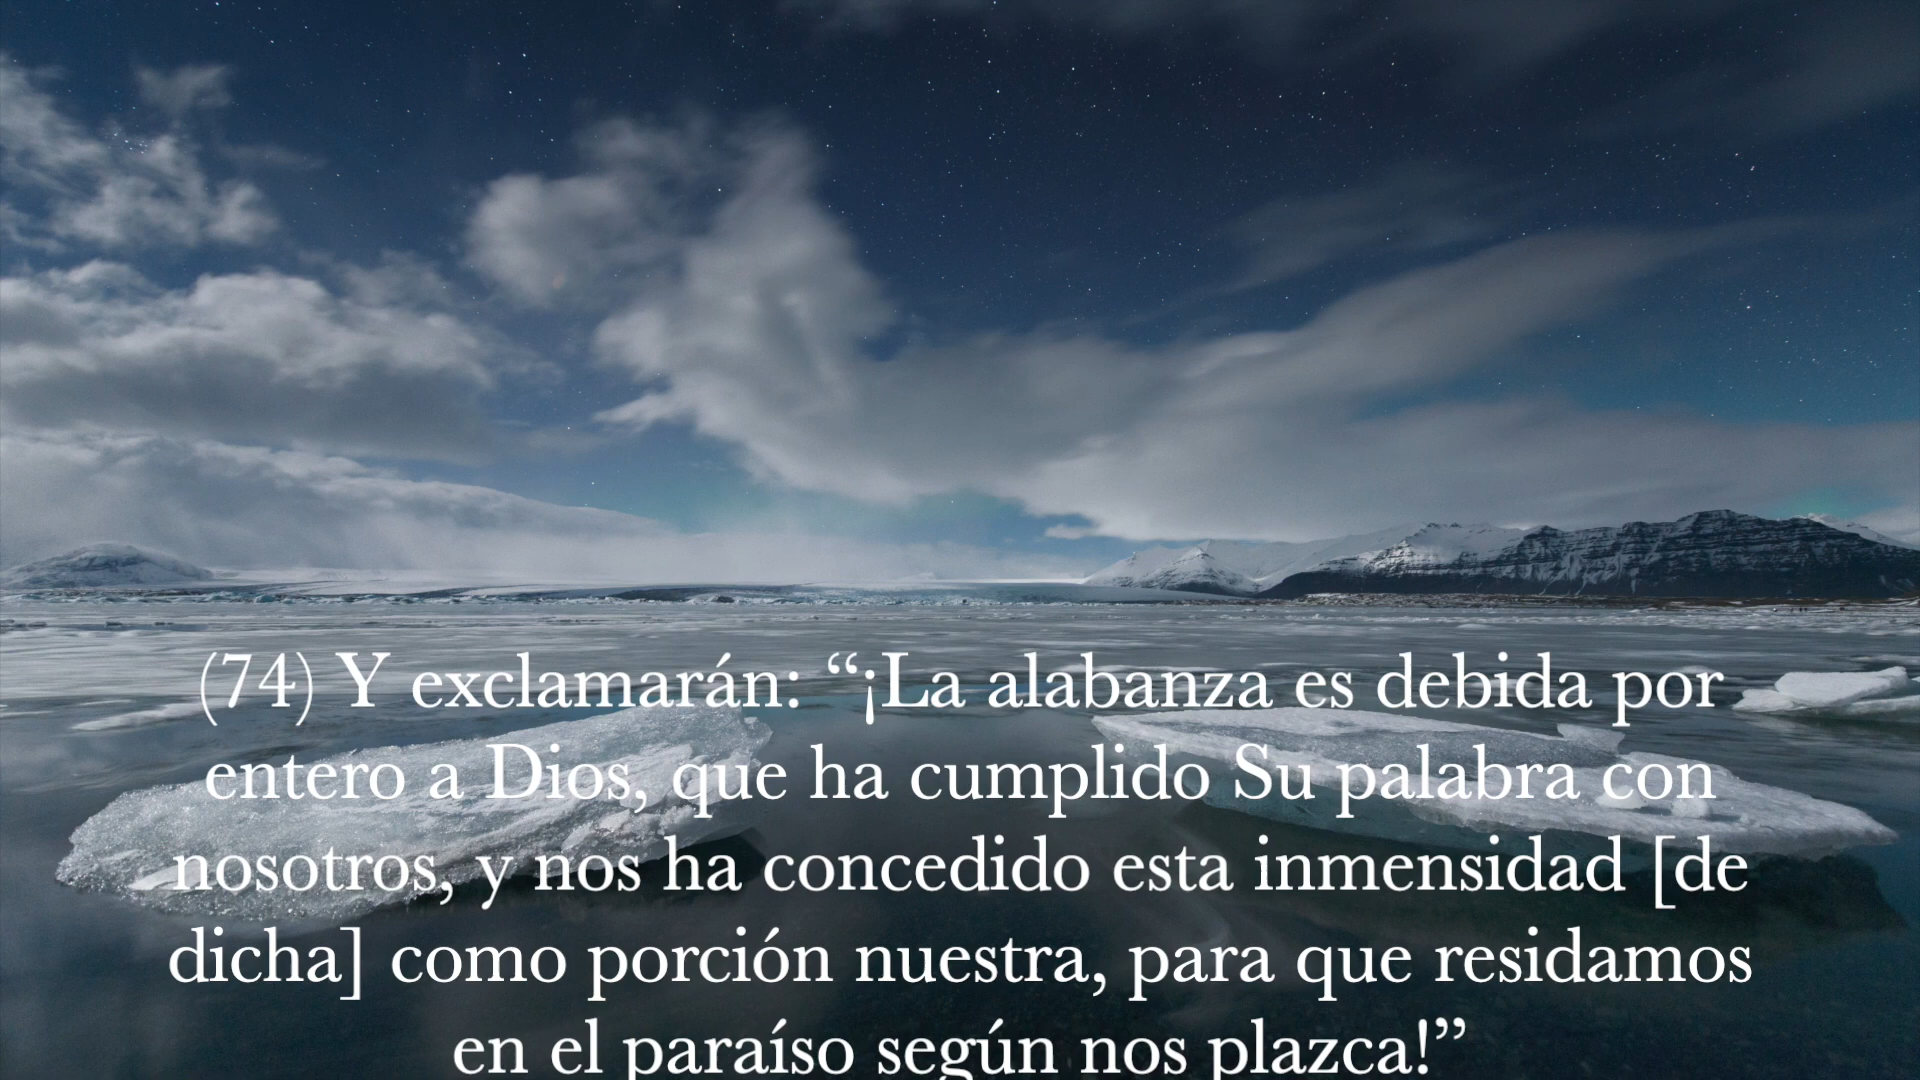 (74) Y exclamarán: “¡La alabanza es debida por
entero a Dios, que ha cumplido Su palabra con
nosotros, y nos ha concedido esta inmensidad [de
dicha] como porción nuestra, para que residamos
en el paraíso según nos plazca!”